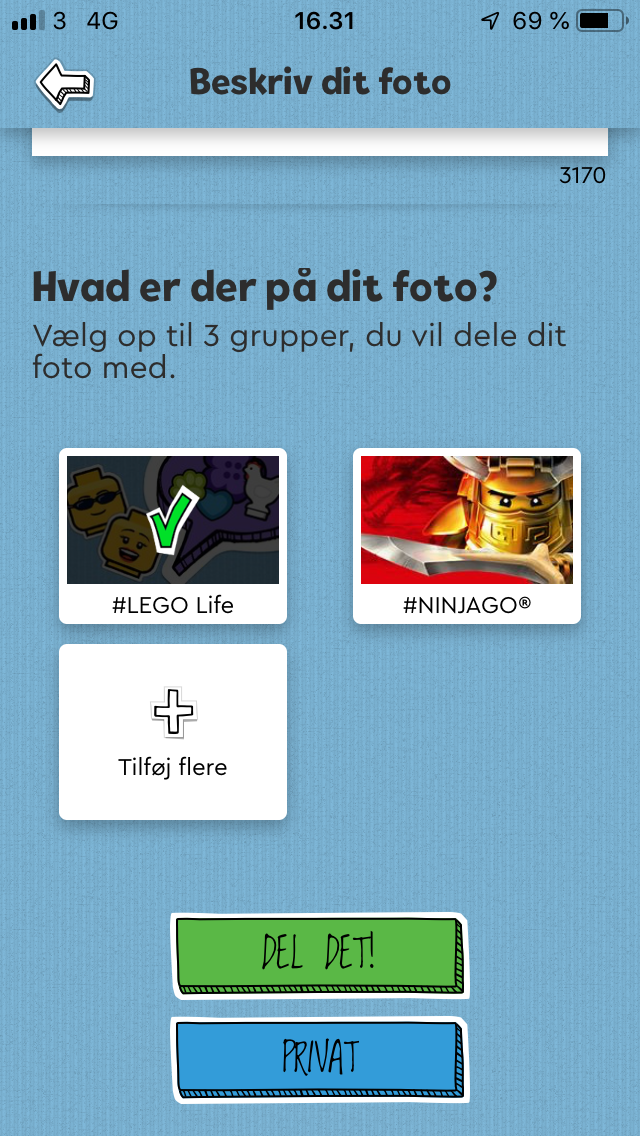 3 4G 16.31 69 %
Beskriv dit foto
3170
Hvad er der på dit foto?
Vælg op til 3 grupper, du vil dele dit
foto med.
#LEGO Life #NINJAGO®
Tilføj flere
DEL DET!
PRIVAT